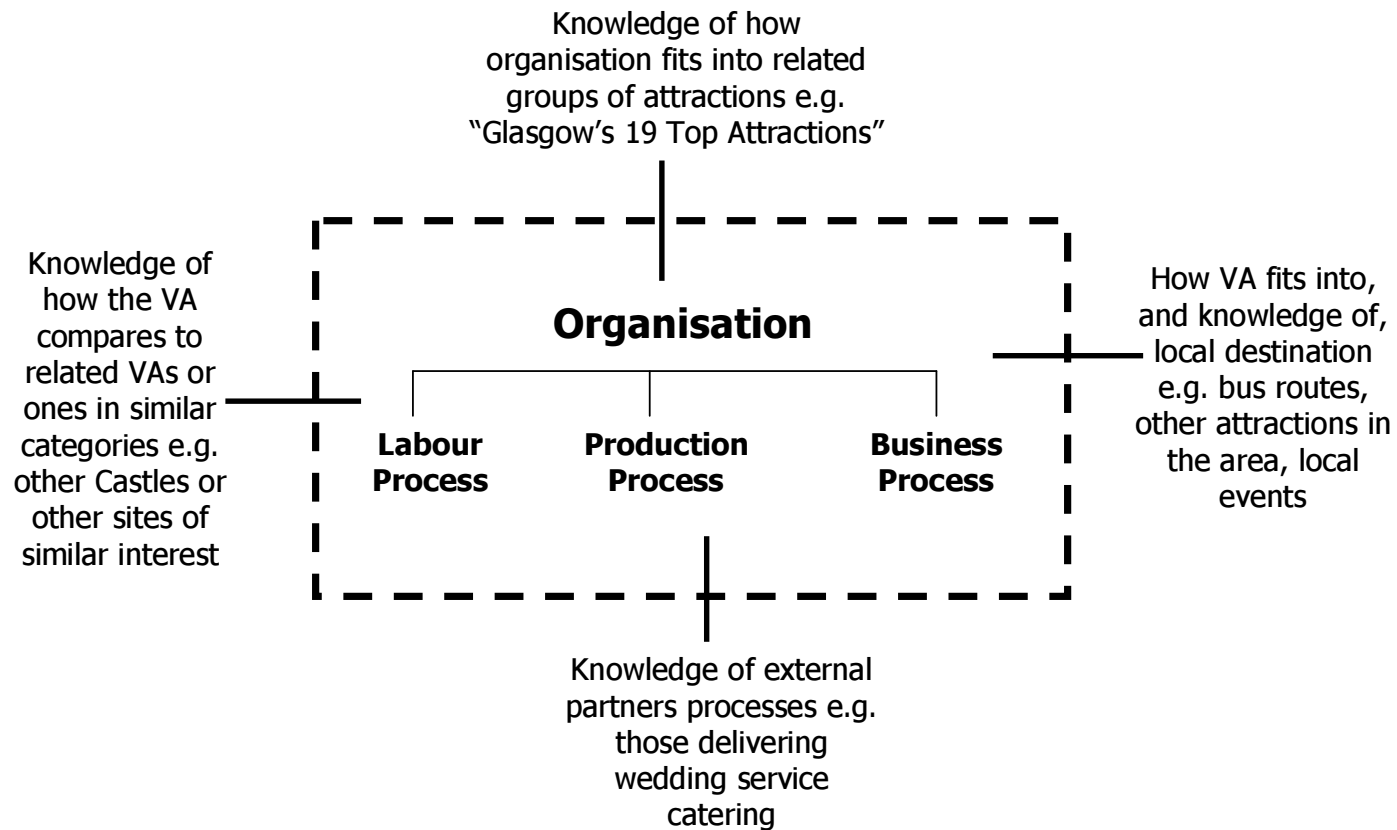 Knowledge of how
organisation fits into related
groups of attractions e.g.
“Glasgow’s 19 Top Attractions”
Knowledge of
how the VA
compares to
related VAs or
ones in similar
categories e.g.
other Castles or
other sites of
similar interest
Organisation
Labour
Process
Production
Process
Business
Process
How VA fits into,
and knowledge of,
local destination
e.g. bus routes,
other attractions in
the area, local
events
Knowledge of external
partners processes e.g.
those delivering
wedding service
catering